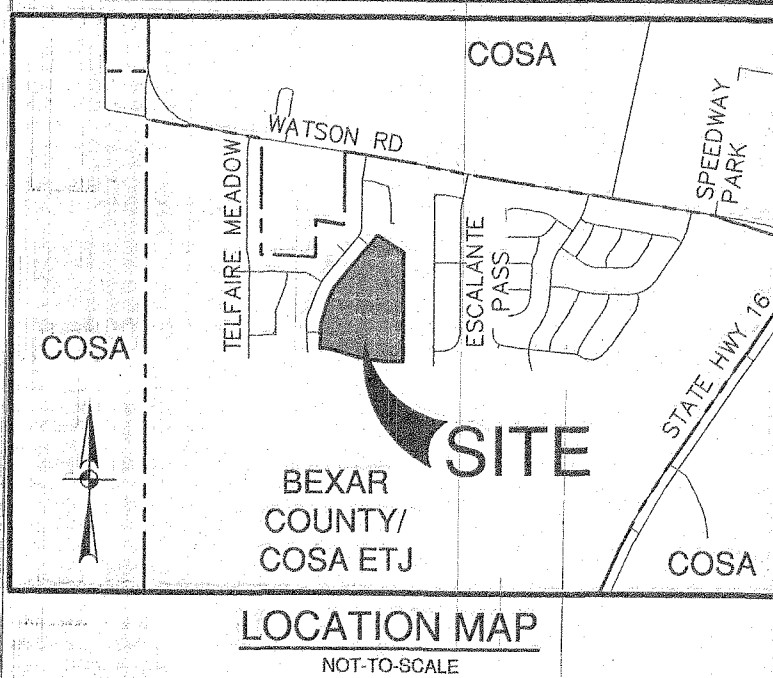 COSA
WATSON RD
SPEEDWAY
PARK
TELFAIRE MEADOW
ESCALANTE
PASS
COSA
STATE HWY 16
SITE
BEXAR
COUNTY/
COSA ETJ
COSA
LOCATION MAP
NOT-TO-SCALE